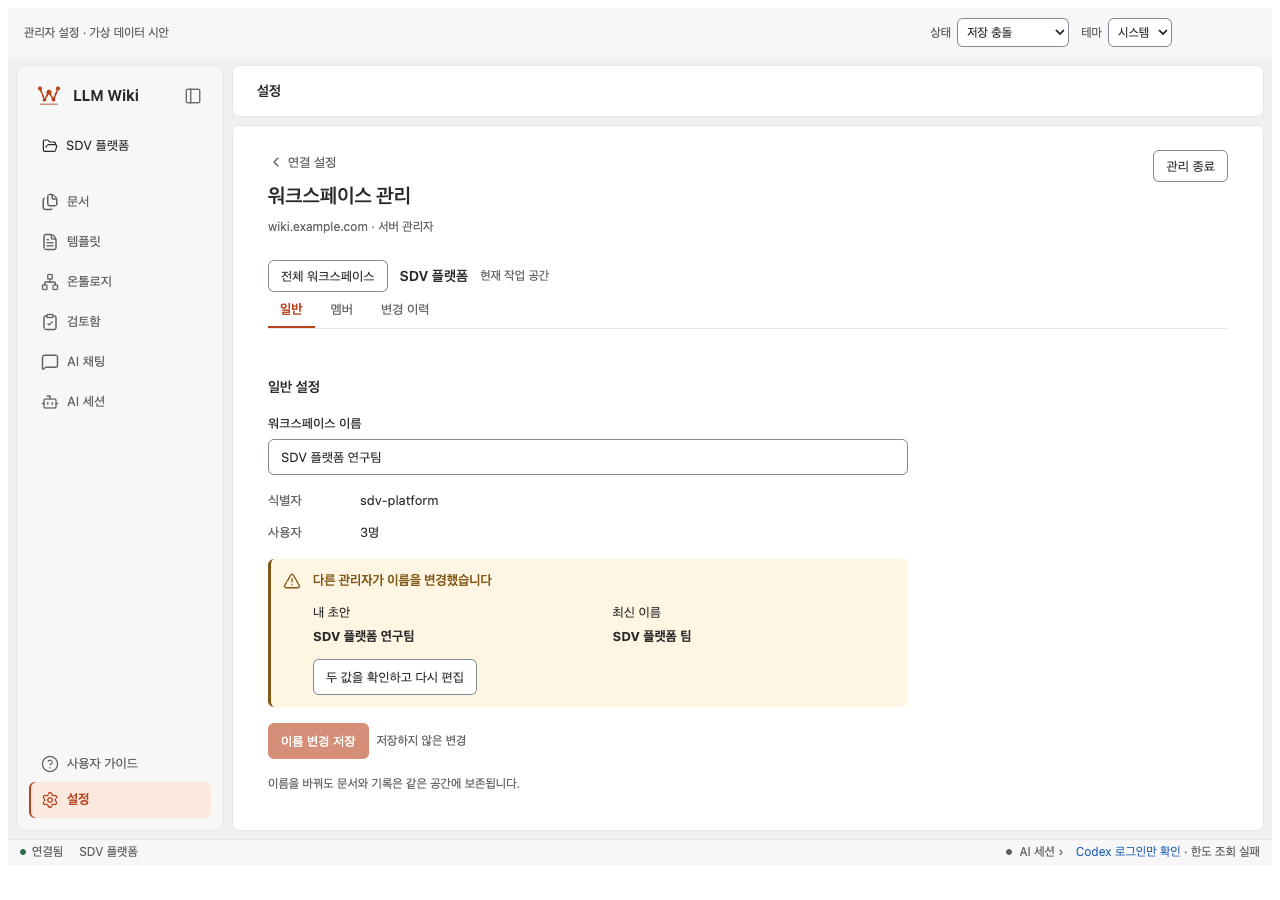 관리자 설정 · 가상 데이터 시안
상태 저장 충돌 테마 시스템
LLM Wiki
SDV 플랫폼
문서
템플릿
온톨로지
검토함
AI 채팅
AI 세션
사용자 가이드
설정
설정
연결 설정
관리 종료
워크스페이스 관리
wiki.example.com · 서버 관리자
전체 워크스페이스 SDV 플랫폼 현재 작업 공간
일반 멤버 변경 이력
일반 설정
워크스페이스 이름
SDV 플랫폼 연구팀
식별자 sdv-platform
사용자 3명
다른 관리자가 이름을 변경했습니다
내 초안 최신 이름
SDV 플랫폼 연구팀 SDV 플랫폼 팀
두 값을 확인하고 다시 편집
이름 변경 저장 저장하지 않은 변경
이름을 바꿔도 문서와 기록은 같은 공간에 보존됩니다.
연결됨 SDV 플랫폼 AI 세션 › Codex 로그인만 확인 · 한도 조회 실패